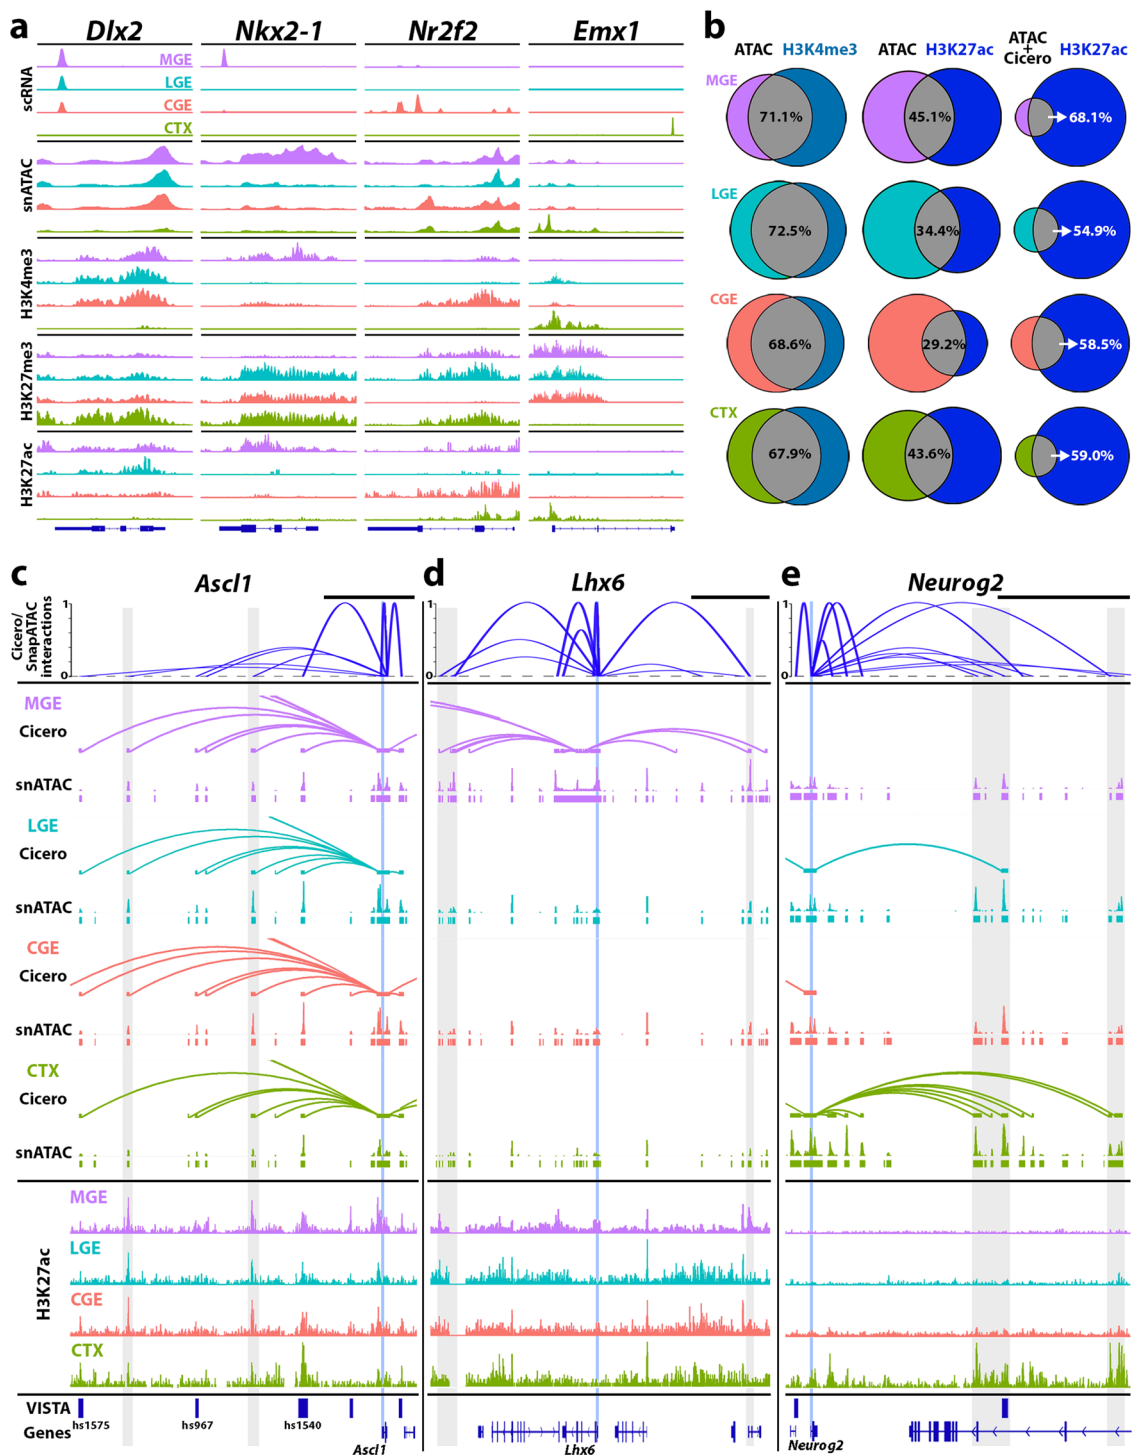 a
Dlx2 Nkx2-1 Nr2f2 Emx1
scRNA
MGE
LGE
CGE
CTX
snATAC
H3K4me3
H3K27me3
H3K27ac
b
ATAC H3K4me3 ATAC H3K27ac ATAC + Cicero H3K27ac
MGE
71.1% 45.1% 68.1%
LGE
72.5% 34.4% 54.9%
CGE
68.6% 29.2% 58.5%
CTX
67.9% 43.6% 59.0%
c
Ascl1
Cicero/
SnapATAC
interactions
1
0
MGE
Cicero
snATAC
LGE
Cicero
snATAC
CGE
Cicero
snATAC
CTX
Cicero
snATAC
H3K27ac
MGE
LGE
CGE
CTX
VISTA
hs1575 hs967 hs1540
Genes
Ascl1
d
Lhx6
1
0
Lhx6
e
Neurog2
1
0
Neurog2